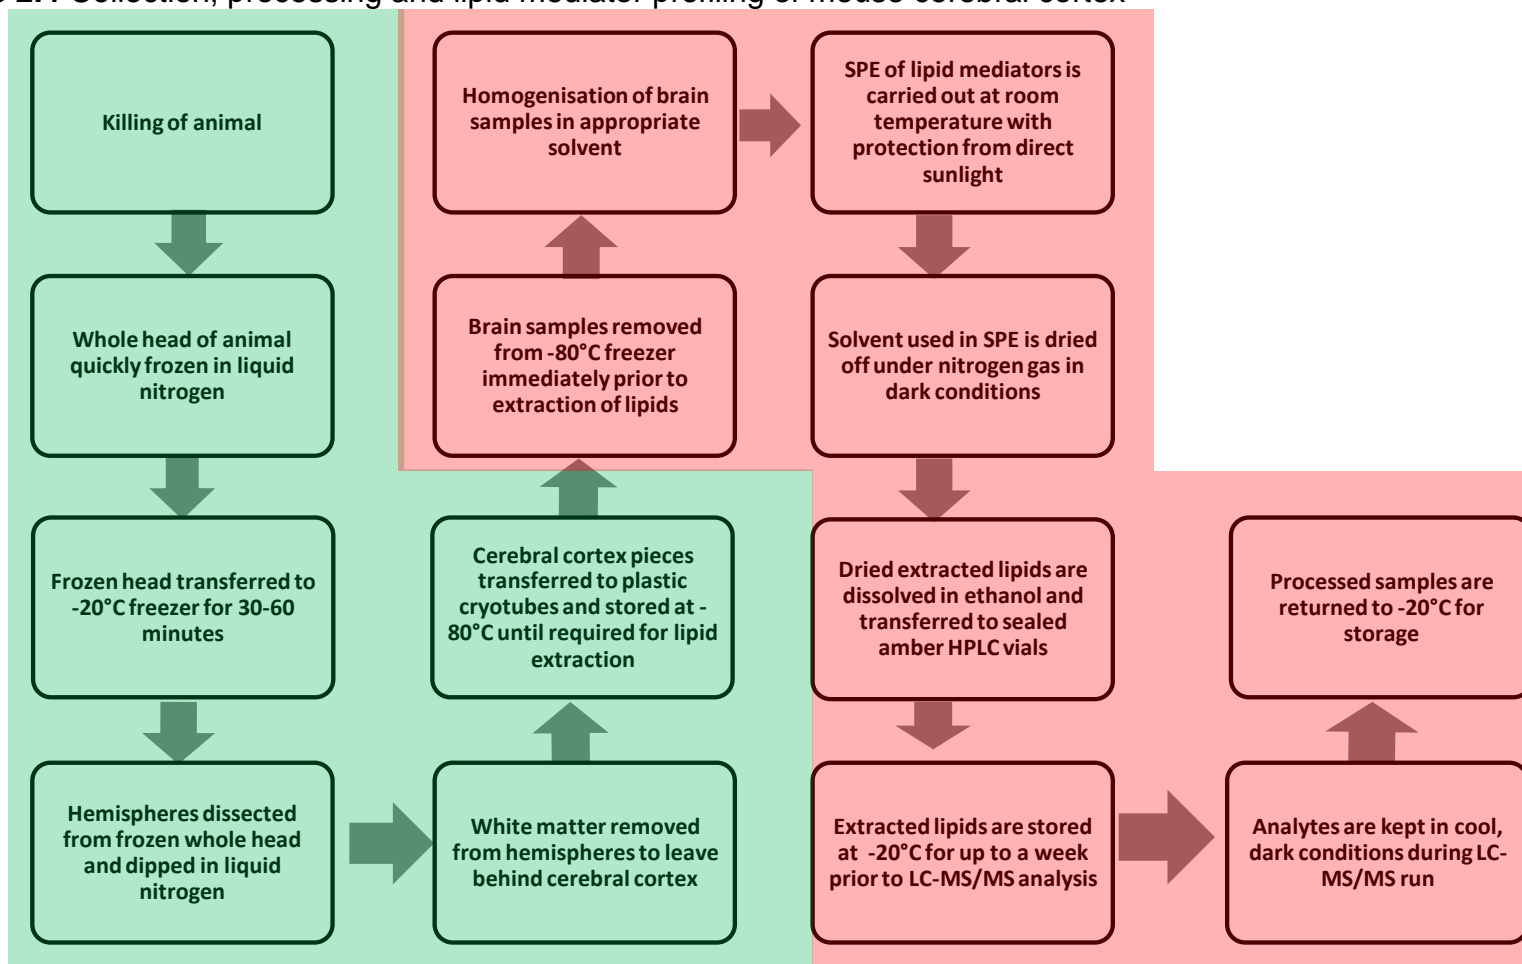 Collection, processing and lipid mediator profiling of mouse cerebral cortex
Killing of animal
Whole head of animal
quickly frozen in liquid
nitrogen
Frozen head transferred to
-20°C freezer for 30-60
minutes
Hemispheres dissected
from frozen whole head
and dipped in liquid
nitrogen
White matter removed
from hemispheres to leave
behind cerebral cortex
Cerebral cortex pieces
transferred to plastic
cryotubes and stored at -
80°C until required for lipid
extraction
Brain samples removed
from -80°C freezer
immediately prior to
extraction of lipids
Homogenisation of brain
samples in appropriate
solvent
SPE of lipid mediators is
carried out at room
temperature with
protection from direct
sunlight
Solvent used in SPE is dried
off under nitrogen gas in
dark conditions
Dried extracted lipids are
dissolved in ethanol and
transferred to sealed
amber HPLC vials
Extracted lipids are stored
at -20°C for up to a week
prior to LC-MS/MS analysis
Analytes are kept in cool,
dark conditions during LC-
MS/MS run
Processed samples are
returned to -20°C for
storage